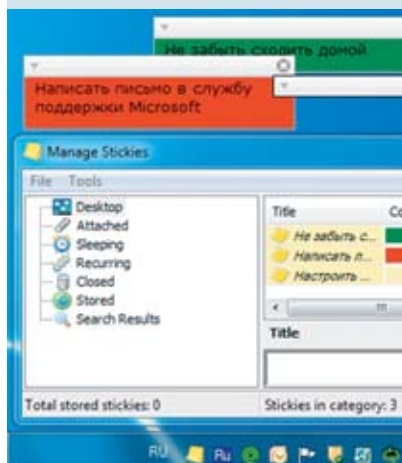 Не забыть сходить домой
Написать письмо в службу
поддержки Microsoft
Manage Stickies
File Tools
Desktop
Attached
Sleeping
Recurring
Closed
Stored
Search Results
Title Co
Не забыть с...
Написать п...
Настроить ...
Title
Total stored stickies: 0
Stickies in category: 3
RU
Ru